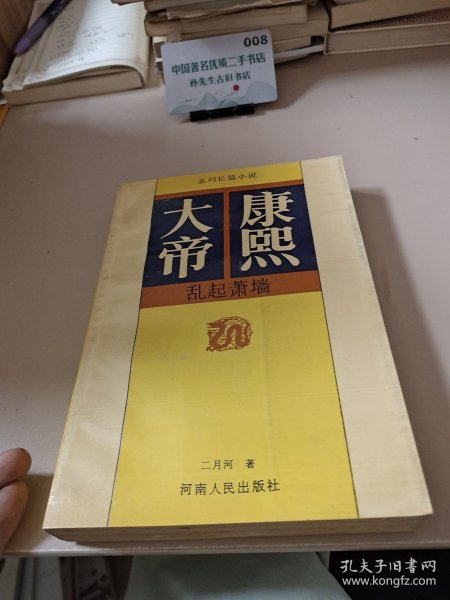 008
中国著名优质二手书店
孙先生古旧书店
系列长篇小说
康熙
大帝
乱起萧墙
二月河 著
河南人民出版社
孔夫子旧书网
www.kongfz.com